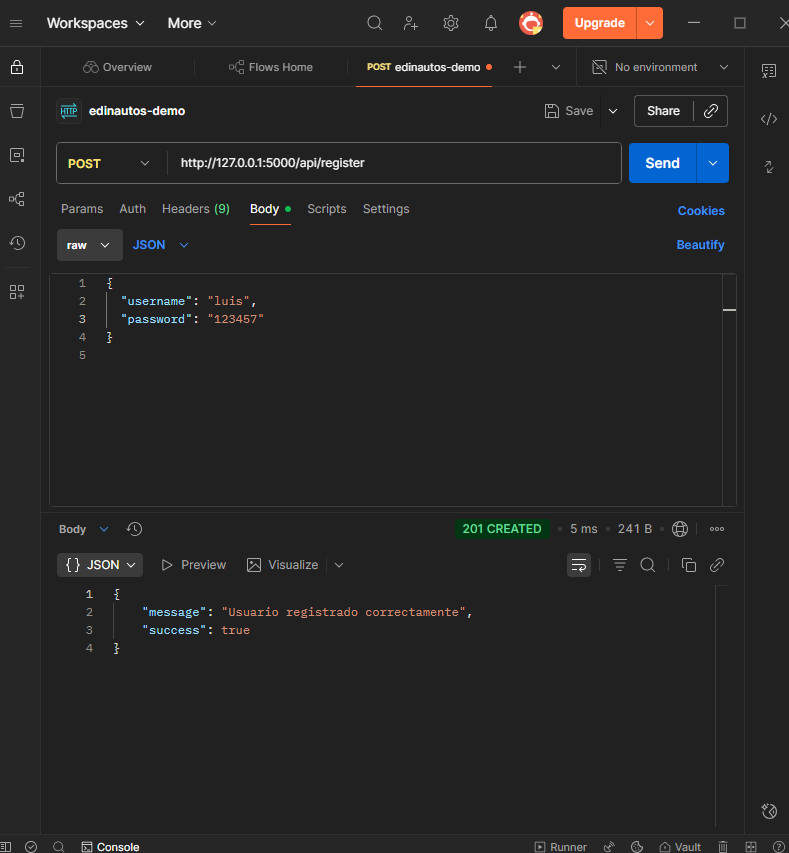 Workspaces More Upgrade
Overview Flows Home POST edinautos-demo No environment
HTTP edinautos-demo Save Share
POST http://127.0.0.1:5000/api/register Send
Params Auth Headers (9) Body Scripts Settings Cookies
raw JSON Beautify
1 {
2 "username": "luis",
3 "password": "123457"
4 }
5
Body 201 CREATED 5 ms 241 B
{} JSON Preview Visualize
1 {
2 "message": "Usuario registrado correctamente",
3 "success": true
4 }
Console Runner Vault